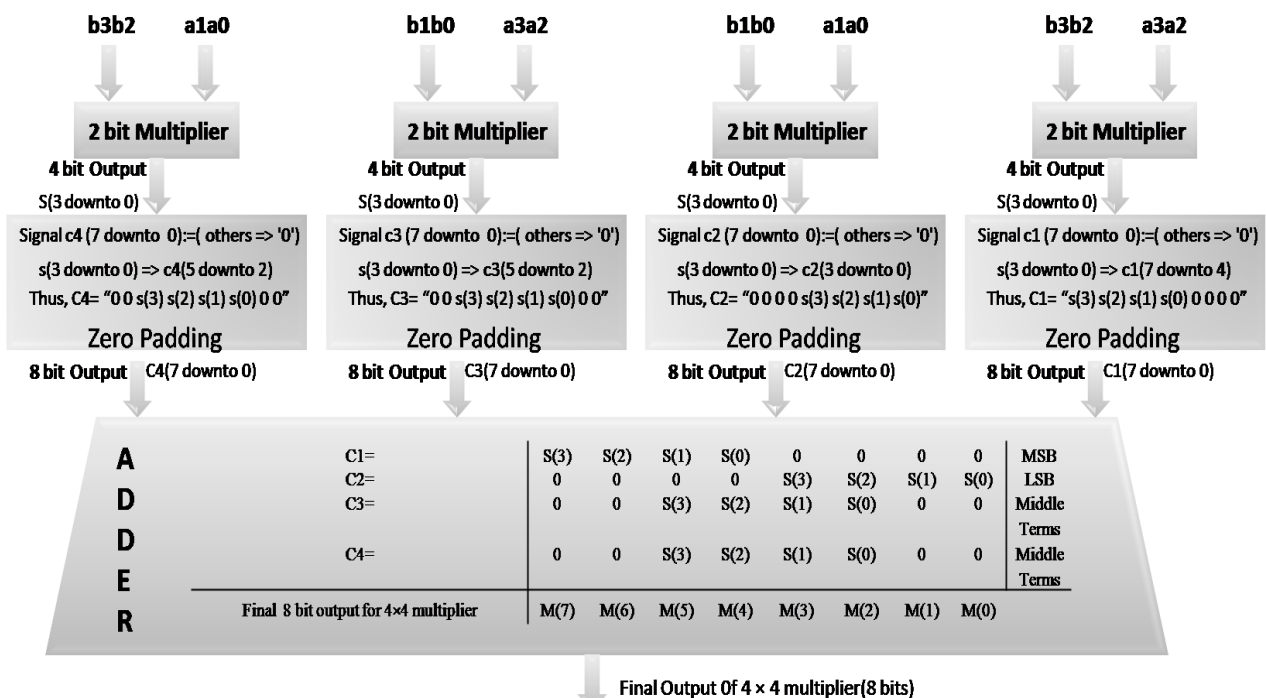 b3b2 a1a0 b1b0 a3a2 b1b0 a1a0 b3b2 a3a2
2 bit Multiplier 2 bit Multiplier 2 bit Multiplier 2 bit Multiplier
4 bit Output 4 bit Output 4 bit Output 4 bit Output
S(3 downto 0) S(3 downto 0) S(3 downto 0) S(3 downto 0)
Signal c4 (7 downto 0):=( others => '0') Signal c3 (7 downto 0):=( others => '0') Signal c2 (7 downto 0):=( others => '0') Signal c1 (7 downto 0):=( others => '0')
s(3 downto 0) => c4(5 downto 2) s(3 downto 0) => c3(5 downto 2) s(3 downto 0) => c2(3 downto 0) s(3 downto 0) => c1(7 downto 4)
Thus, C4= “0 0 s(3) s(2) s(1) s(0) 0 0” Thus, C3= “0 0 s(3) s(2) s(1) s(0) 0 0” Thus, C2= “0 0 0 0 s(3) s(2) s(1) s(0)” Thus, C1= “s(3) s(2) s(1) s(0) 0 0 0 0”
Zero Padding Zero Padding Zero Padding Zero Padding
8 bit Output C4(7 downto 0) 8 bit Output C3(7 downto 0) 8 bit Output C2(7 downto 0) 8 bit Output C1(7 downto 0)
ADDER
C1= S(3) S(2) S(1) S(0) 0 0 0 0 MSB
C2= 0 0 0 0 S(3) S(2) S(1) S(0) LSB
C3= 0 0 S(3) S(2) S(1) S(0) 0 0 Middle
Terms
C4= 0 0 S(3) S(2) S(1) S(0) 0 0 Middle
Terms
Final 8 bit output for 4×4 multiplier M(7) M(6) M(5) M(4) M(3) M(2) M(1) M(0)
Final Output 0f 4 × 4 multiplier(8 bits)